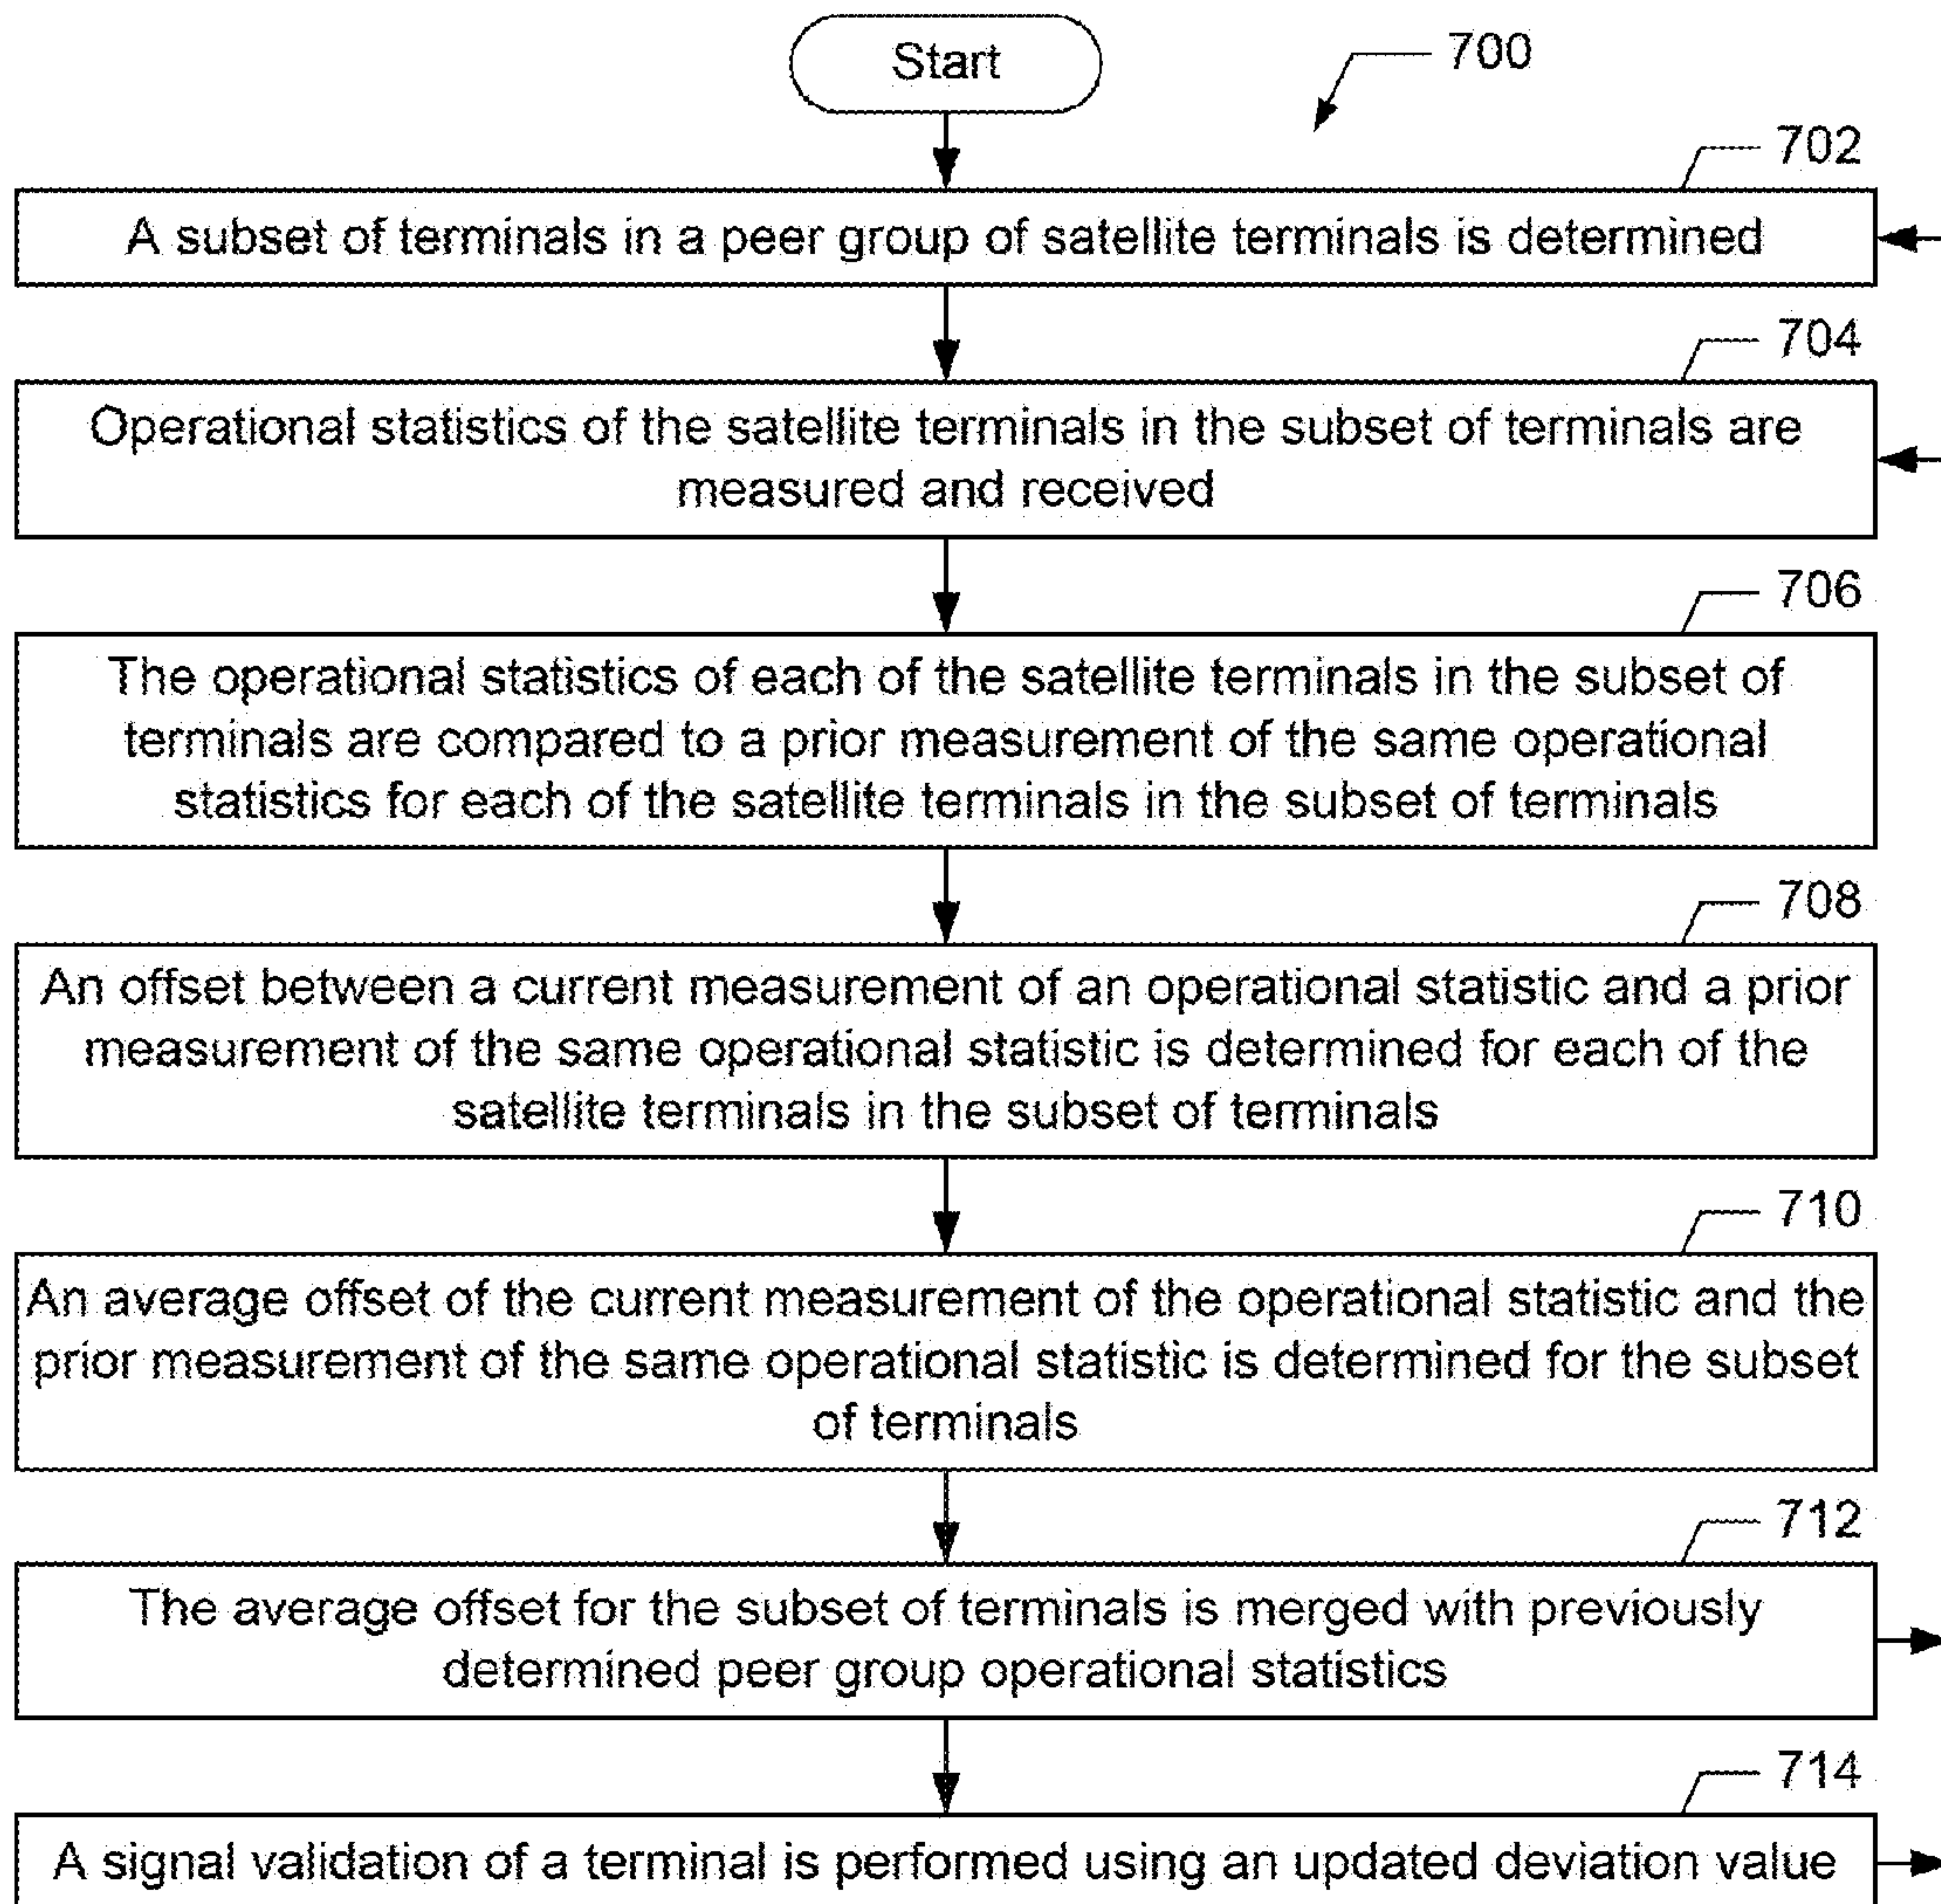 Start
700
702
A subset of terminals in a peer group of satellite terminals is determined
704
Operational statistics of the satellite terminals in the subset of terminals are
measured and received
706
The operational statistics of each of the satellite terminals in the subset of
terminals are compared to a prior measurement of the same operational
statistics for each of the satellite terminals in the subset of terminals
708
An offset between a current measurement of an operational statistic and a prior
measurement of the same operational statistic is determined for each of the
satellite terminals in the subset of terminals
710
An average offset of the current measurement of the operational statistic and the
prior measurement of the same operational statistic is determined for the subset
of terminals
712
The average offset for the subset of terminals is merged with previously
determined peer group operational statistics
714
A signal validation of a terminal is performed using an updated deviation value